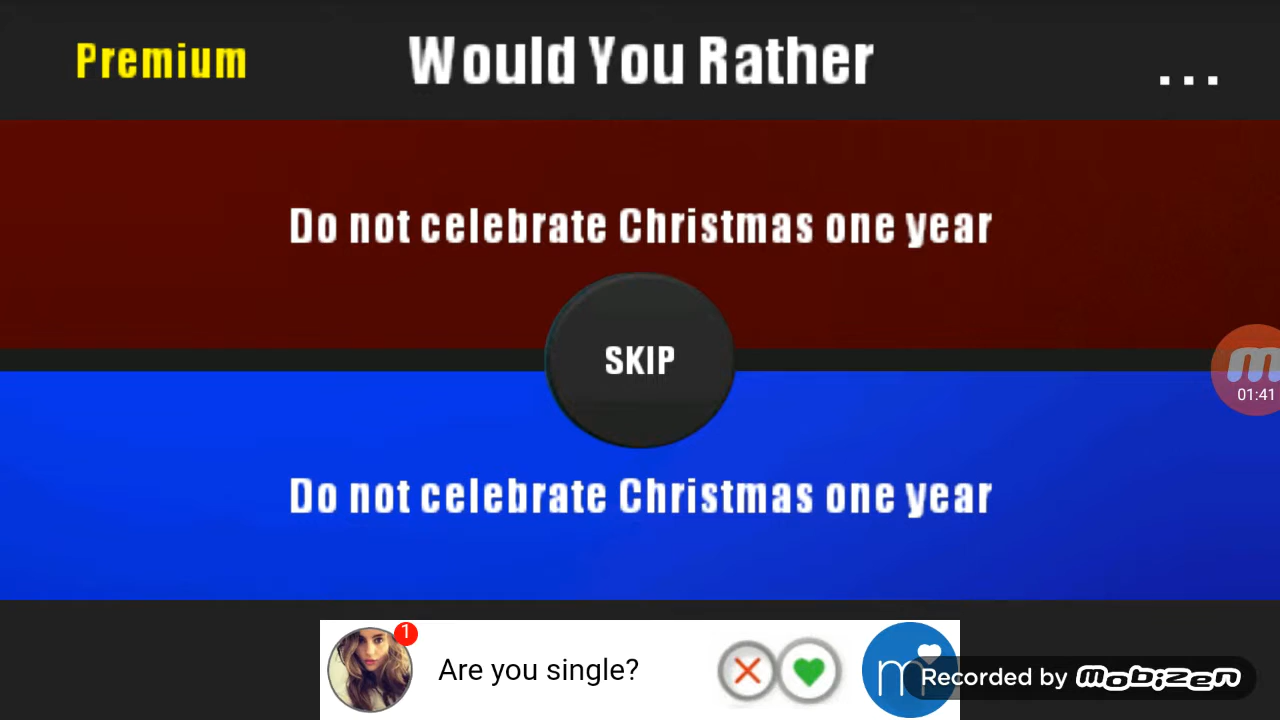 Premium
Would You Rather
...
Do not celebrate Christmas one year
SKIP
01:41
Do not celebrate Christmas one year
1
Are you single?
m
Recorded by mobizen